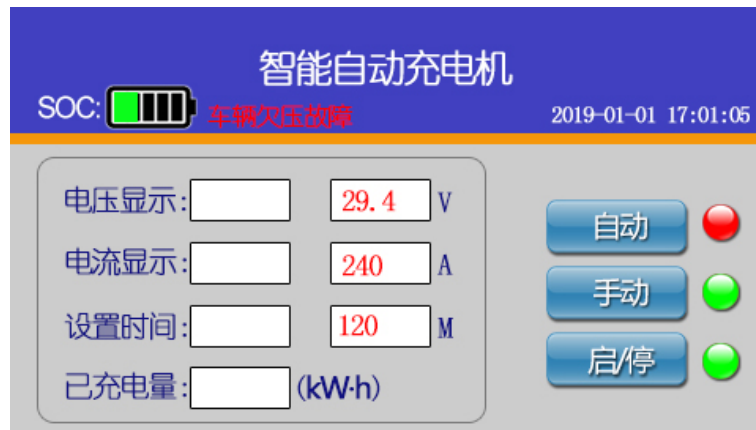 智能自动充电机
SOC: 车辆欠压故障 2019-01-01 17:01:05
电压显示: 29.4 V
自动
电流显示: 240 A
手动
设置时间: 120 M
启/停
已充电量: (kW·h)